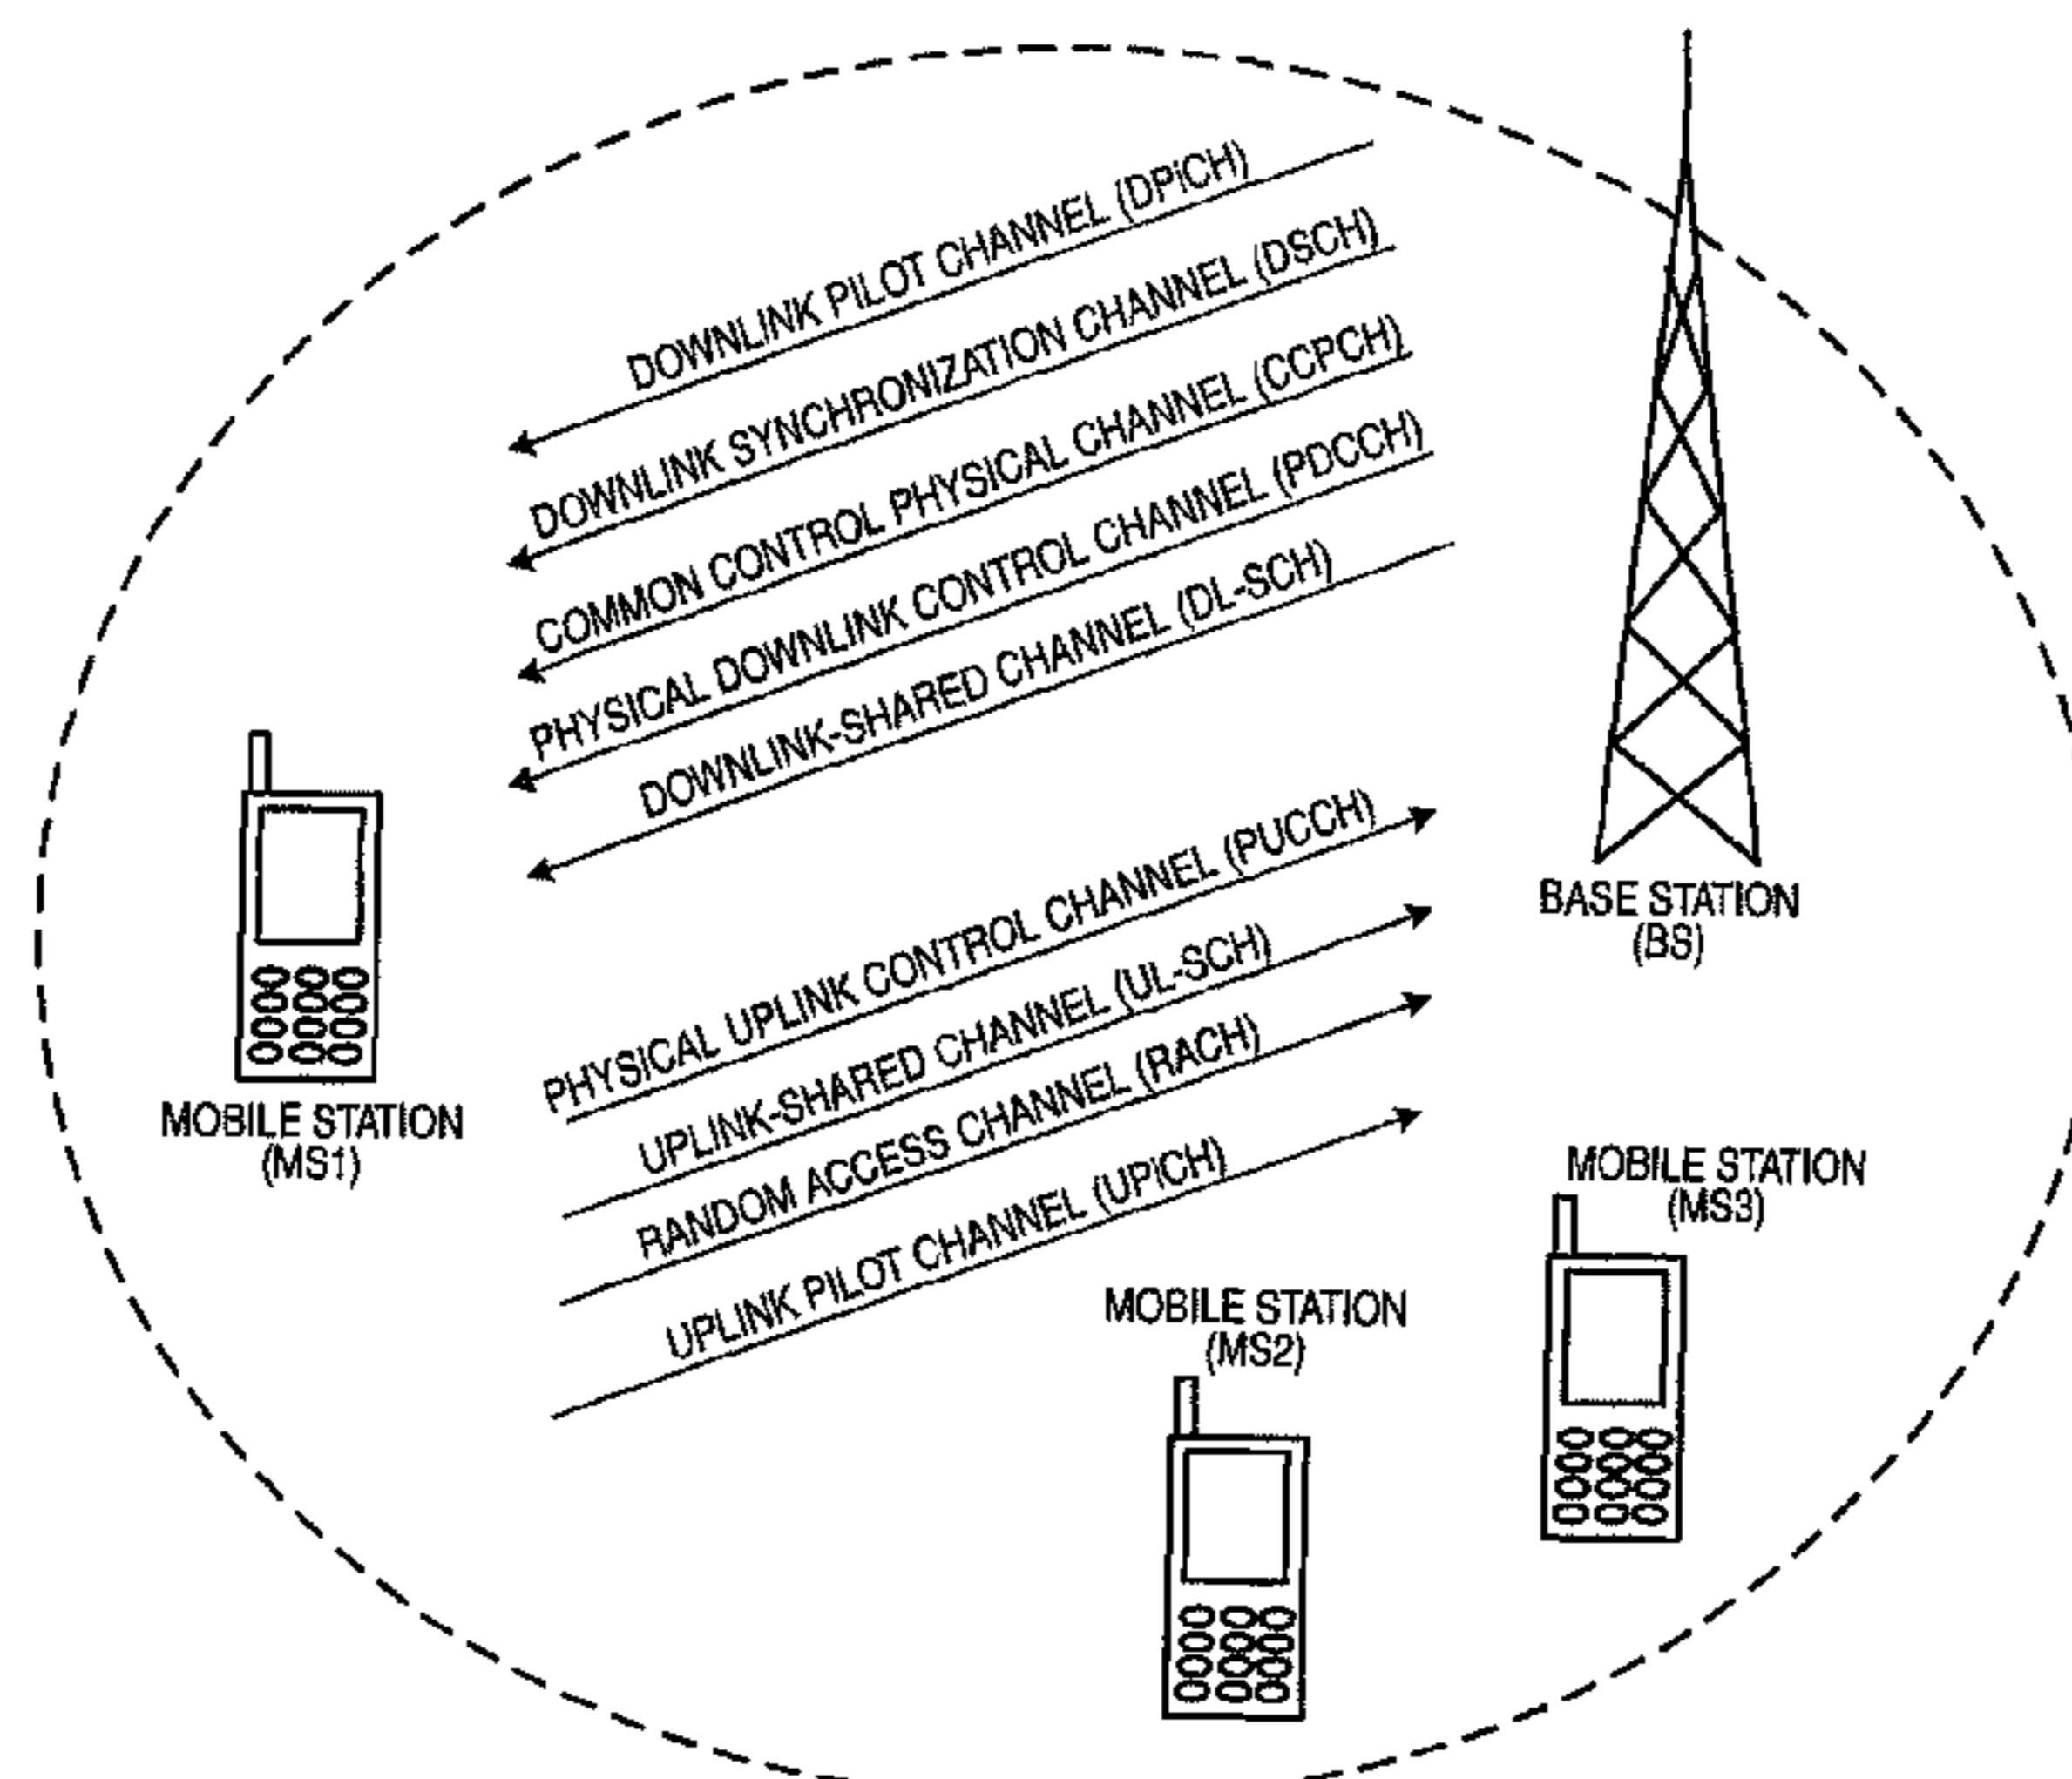 DOWNLINK PILOT CHANNEL (DPiCH)
DOWNLINK SYNCHRONIZATION CHANNEL (DSCH)
COMMON CONTROL PHYSICAL CHANNEL (CCPCH)
PHYSICAL DOWNLINK CONTROL CHANNEL (PDCCH)
DOWNLINK-SHARED CHANNEL (DL-SCH)
PHYSICAL UPLINK CONTROL CHANNEL (PUCCH)
UPLINK-SHARED CHANNEL (UL-SCH)
RANDOM ACCESS CHANNEL (RACH)
UPLINK PILOT CHANNEL (UPiCH)
BASE STATION
(BS)
MOBILE STATION
(MS1)
MOBILE STATION
(MS3)
MOBILE STATION
(MS2)